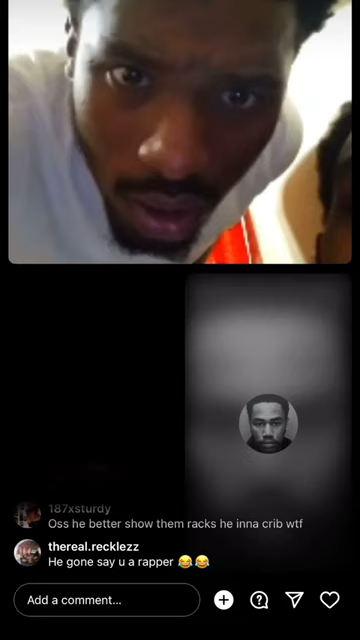 187xsturdy
Oss he better show them racks he inna crib wtf
thereal.recklezz
He gone say u a rapper 😂😂
Add a comment...